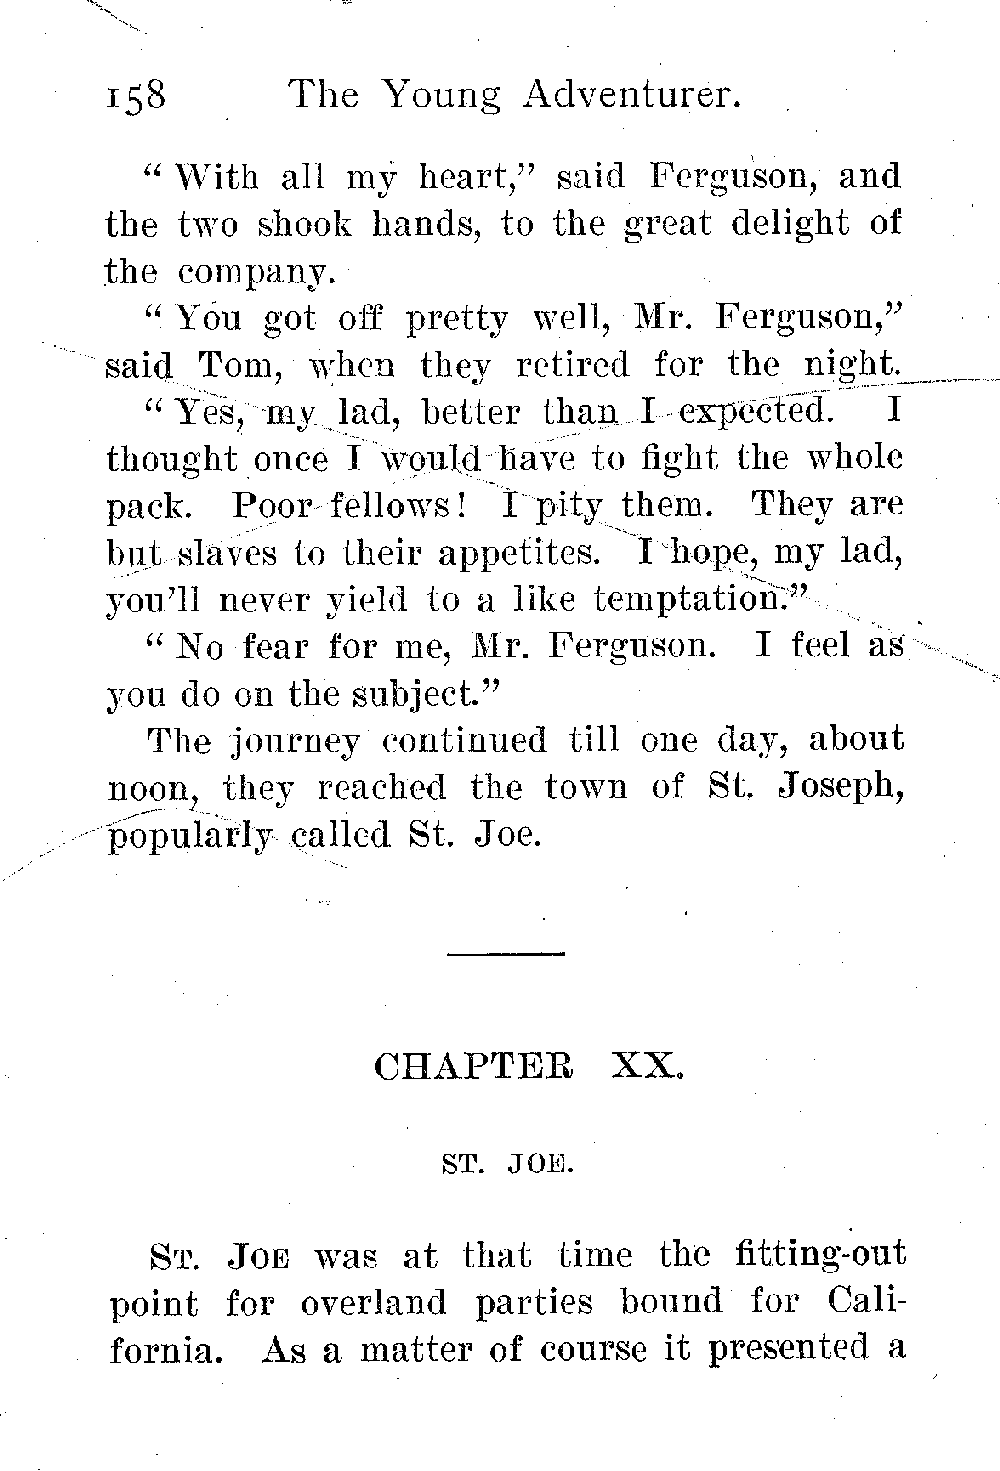 158 The Young Adventurer.
“ With all my heart,” said Ferguson, and
the two shook hands, to the great delight of
the company.
“ You got off pretty well, Mr. Ferguson,”
said Tom, when they retired for the night.
“ Yes, my lad, better than I expected. I
thought once I would have to fight the whole
pack. Poor fellows! I pity them. They are
but slaves to their appetites. I hope, my lad,
you’ll never yield to a like temptation.”
“ No fear for me, Mr. Ferguson. I feel as
you do on the subject.”
The journey continued till one day, about
noon, they reached the town of St. Joseph,
popularly called St. Joe.
CHAPTER XX.
ST. JOE.
ST. JOE was at that time the fitting-out
point for overland parties bound for Cali-
fornia. As a matter of course it presented a